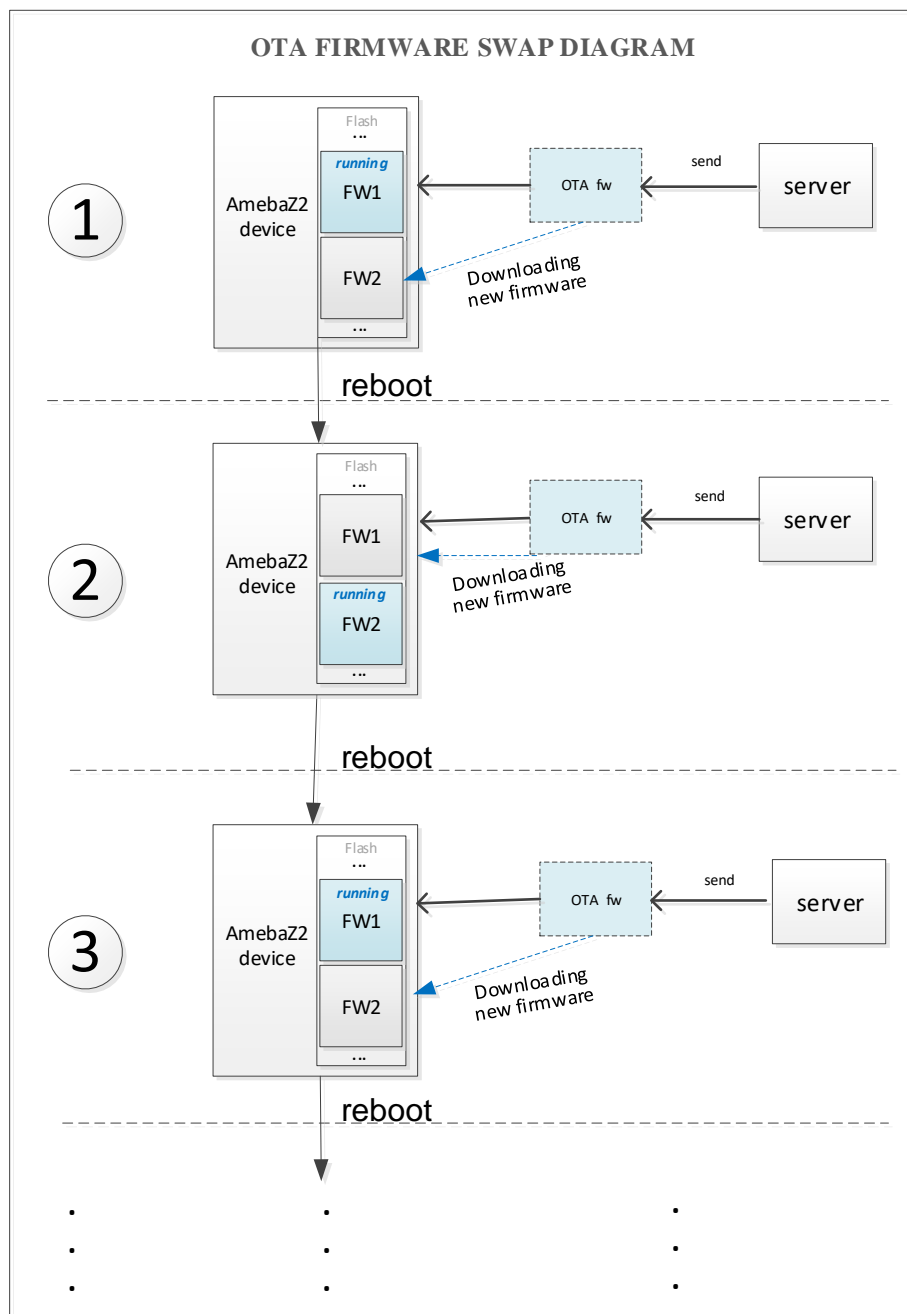 OTA FIRMWARE SWAP DIAGRAM
1
AmebaZ2
device
Flash
...
running
FW1
FW2
...
OTA fw
send
server
Downloading
new firmware
reboot
2
AmebaZ2
device
Flash
...
FW1
running
FW2
...
OTA fw
send
server
Downloading
new firmware
reboot
3
AmebaZ2
device
Flash
...
running
FW1
FW2
...
OTA fw
send
server
Downloading
new firmware
reboot
. . .
. . .
. . .